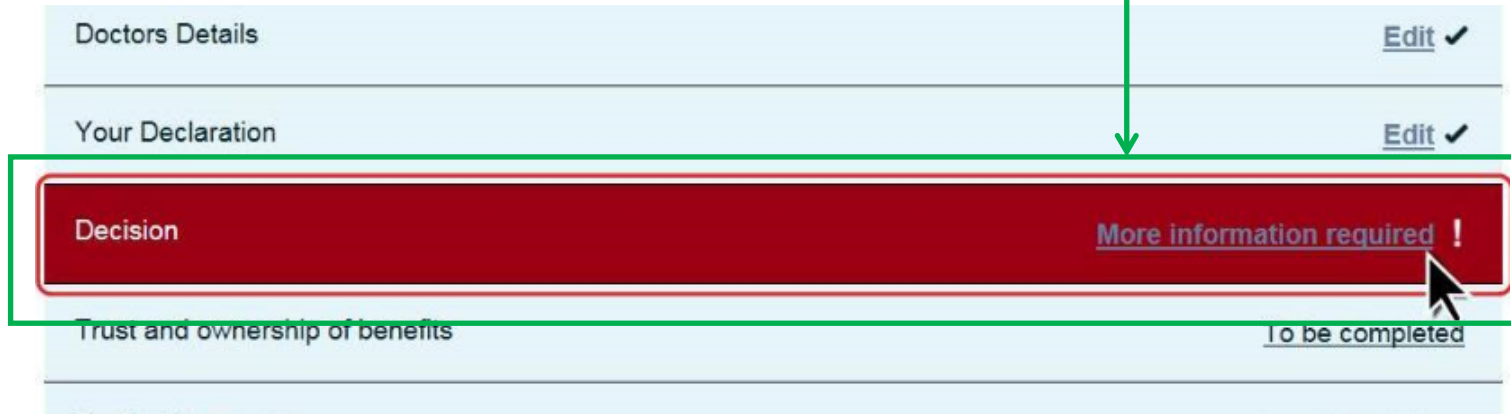 Doctors Details Edit ✔
Your Declaration Edit ✔
Decision More information required !
Trust and ownership of benefits To be completed